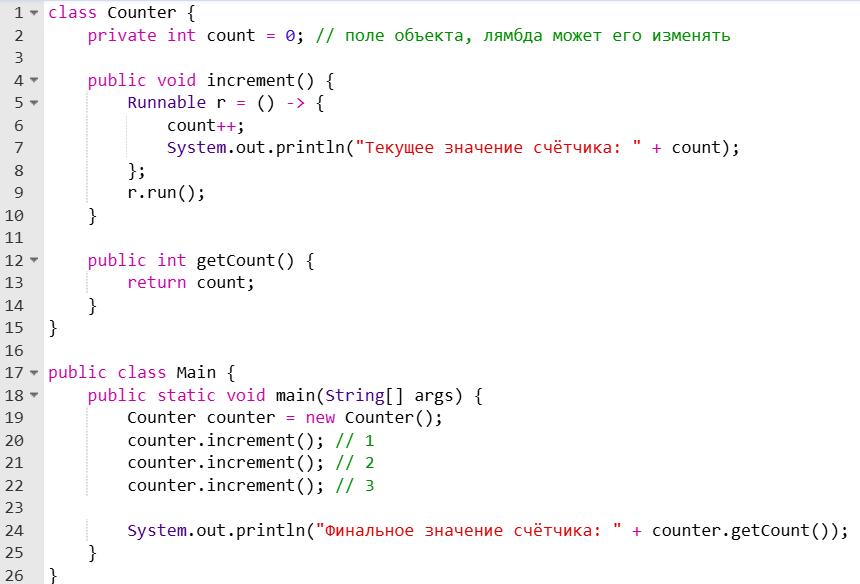 1 class Counter {
2     private int count = 0; // поле объекта, лямбда может его изменять
3
4     public void increment() {
5         Runnable r = () -> {
6             count++;
7             System.out.println("Текущее значение счётчика: " + count);
8         };
9         r.run();
10     }
11
12     public int getCount() {
13         return count;
14     }
15 }
16
17 public class Main {
18     public static void main(String[] args) {
19         Counter counter = new Counter();
20         counter.increment(); // 1
21         counter.increment(); // 2
22         counter.increment(); // 3
23
24         System.out.println("Финальное значение счётчика: " + counter.getCount());
25     }
26 }